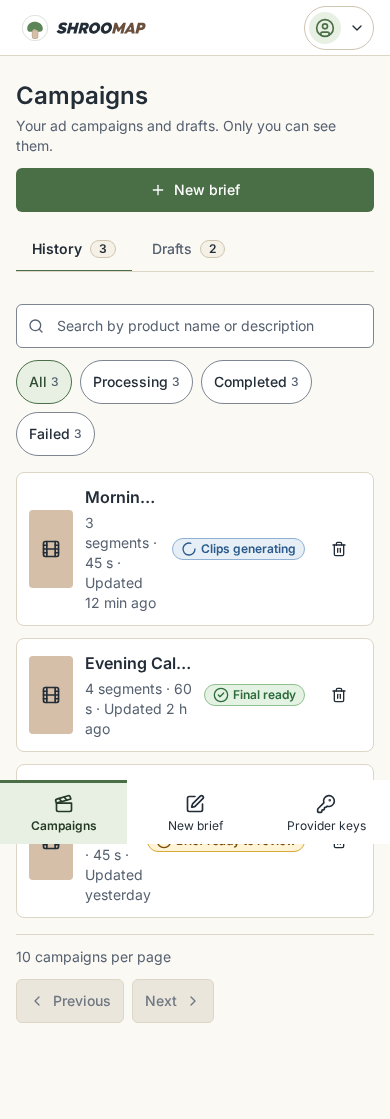 SHROOMAP
Campaigns
Your ad campaigns and drafts. Only you can see
them.
New brief
History 3
Drafts 2
Search by product name or description
All 3
Processing 3
Completed 3
Failed 3
Mornin...
3
segments ·
45 s ·
Updated
12 min ago
Clips generating
Evening Cal...
4 segments · 60
s · Updated 2 h
ago
Final ready
Campaigns
New brief
Provider keys
· 45 s ·
Updated
yesterday
10 campaigns per page
Previous
Next